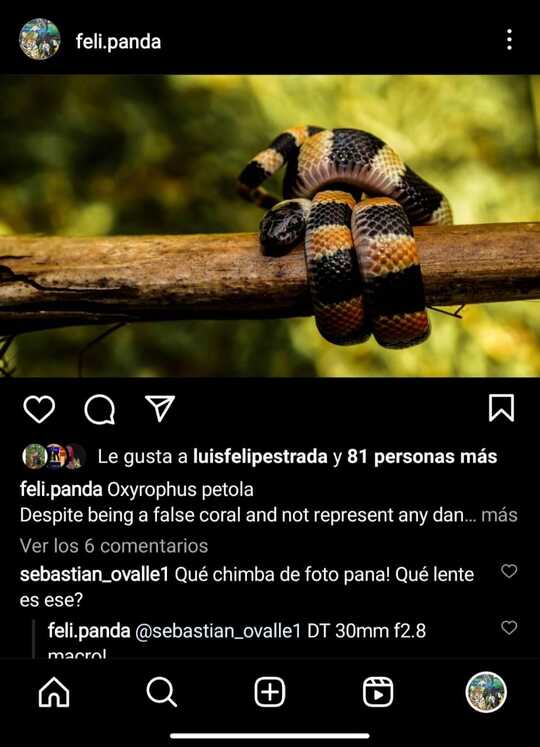 feli.panda
Le gusta a luisfelipestrada y 81 personas más
feli.panda Oxyrophus petola
Despite being a false coral and not represent any dan... más
Ver los 6 comentarios
sebastian_ovalle1 Qué chimba de foto pana! Qué lente
es ese?
feli.panda @sebastian_ovalle1 DT 30mm f2.8
macro!